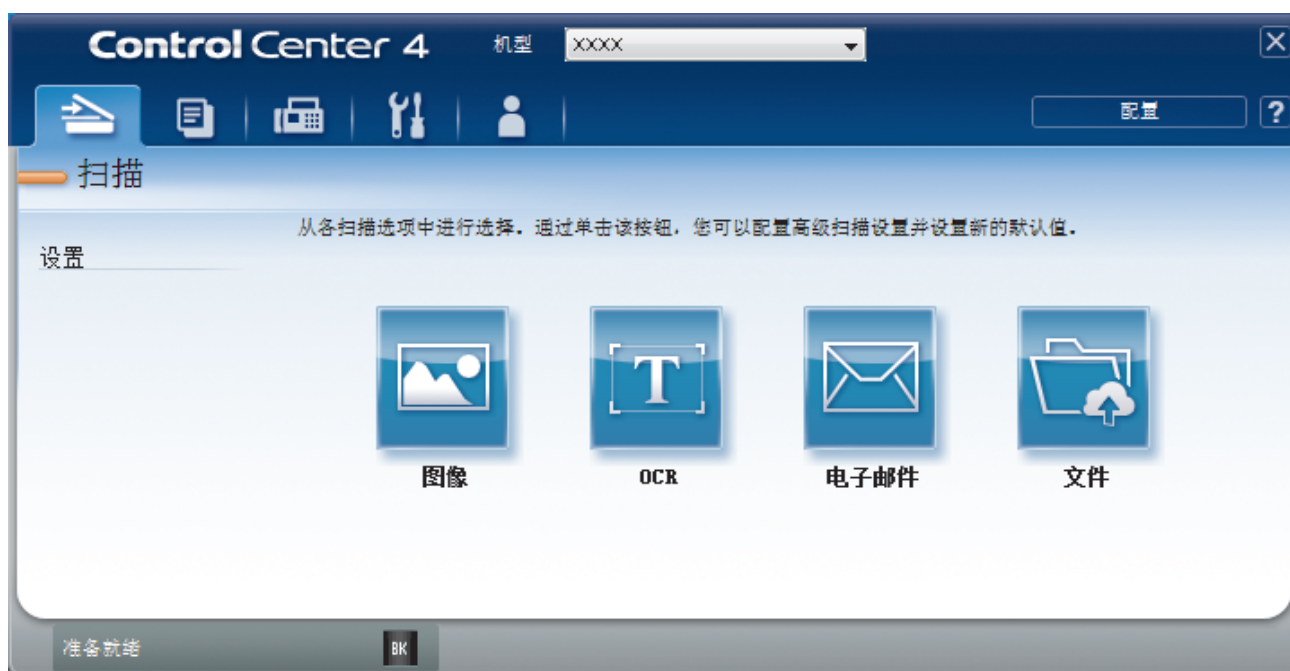 Control Center 4 机型 XXXX
配置 ?
扫描
从各扫描选项中进行选择。通过单击该按钮，您可以配置高级扫描设置并设置新的默认值。
设置
T
图像 OCR 电子邮件 文件
准备就绪 BK